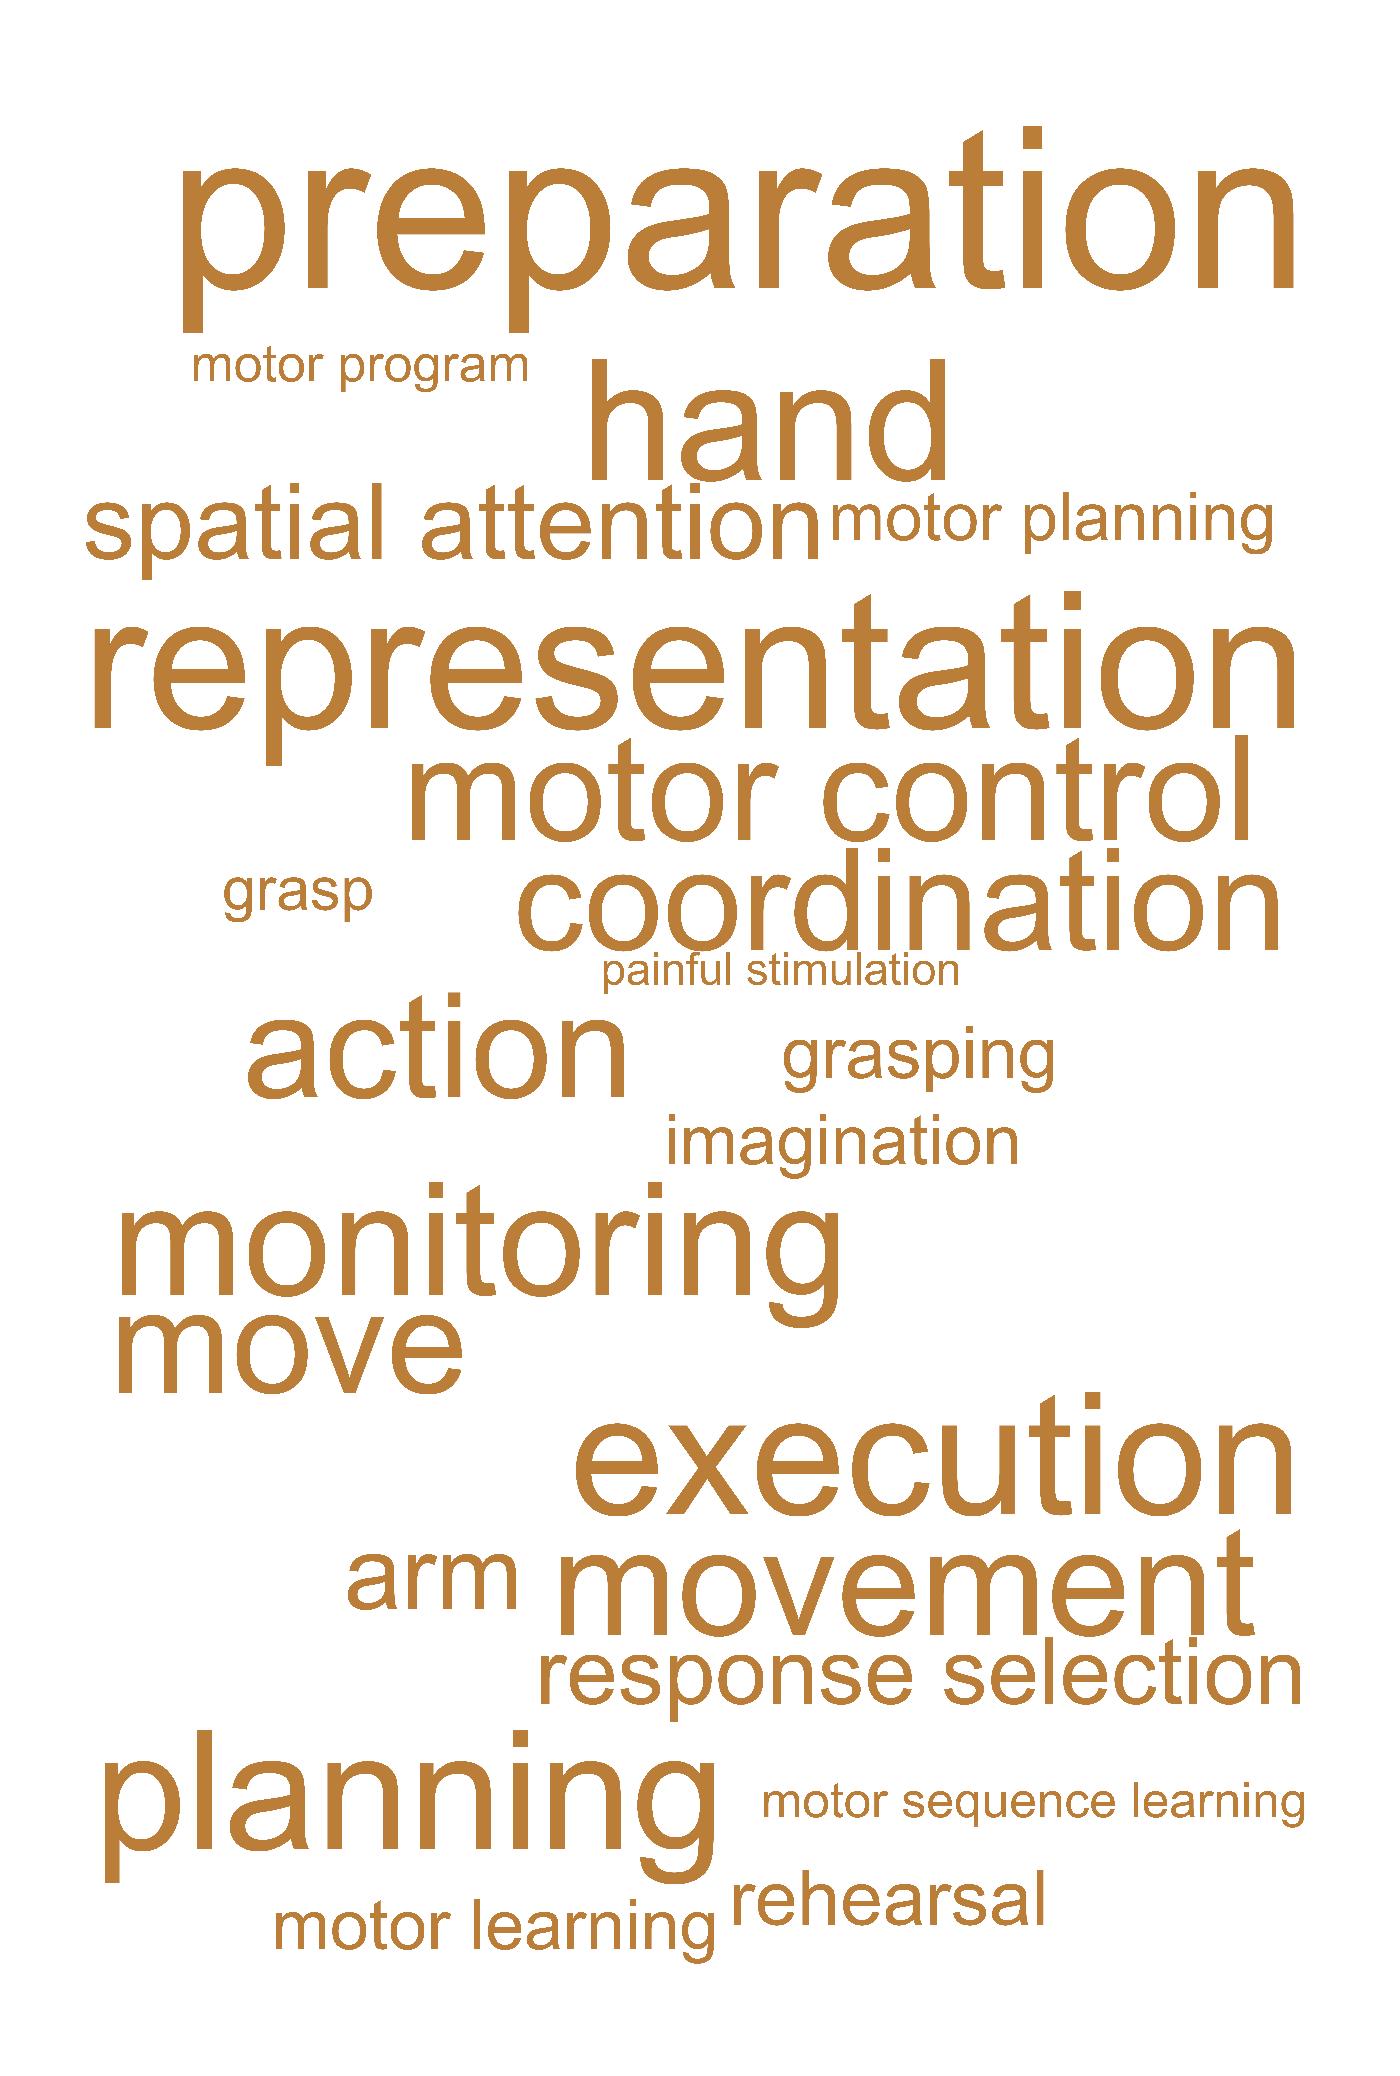 preparation
motor program
hand
spatial attention motor planning
representation
motor control
grasp coordination
painful stimulation
action grasping
imagination
monitoring
move
execution
arm movement
response selection
planning motor sequence learning
motor learning rehearsal